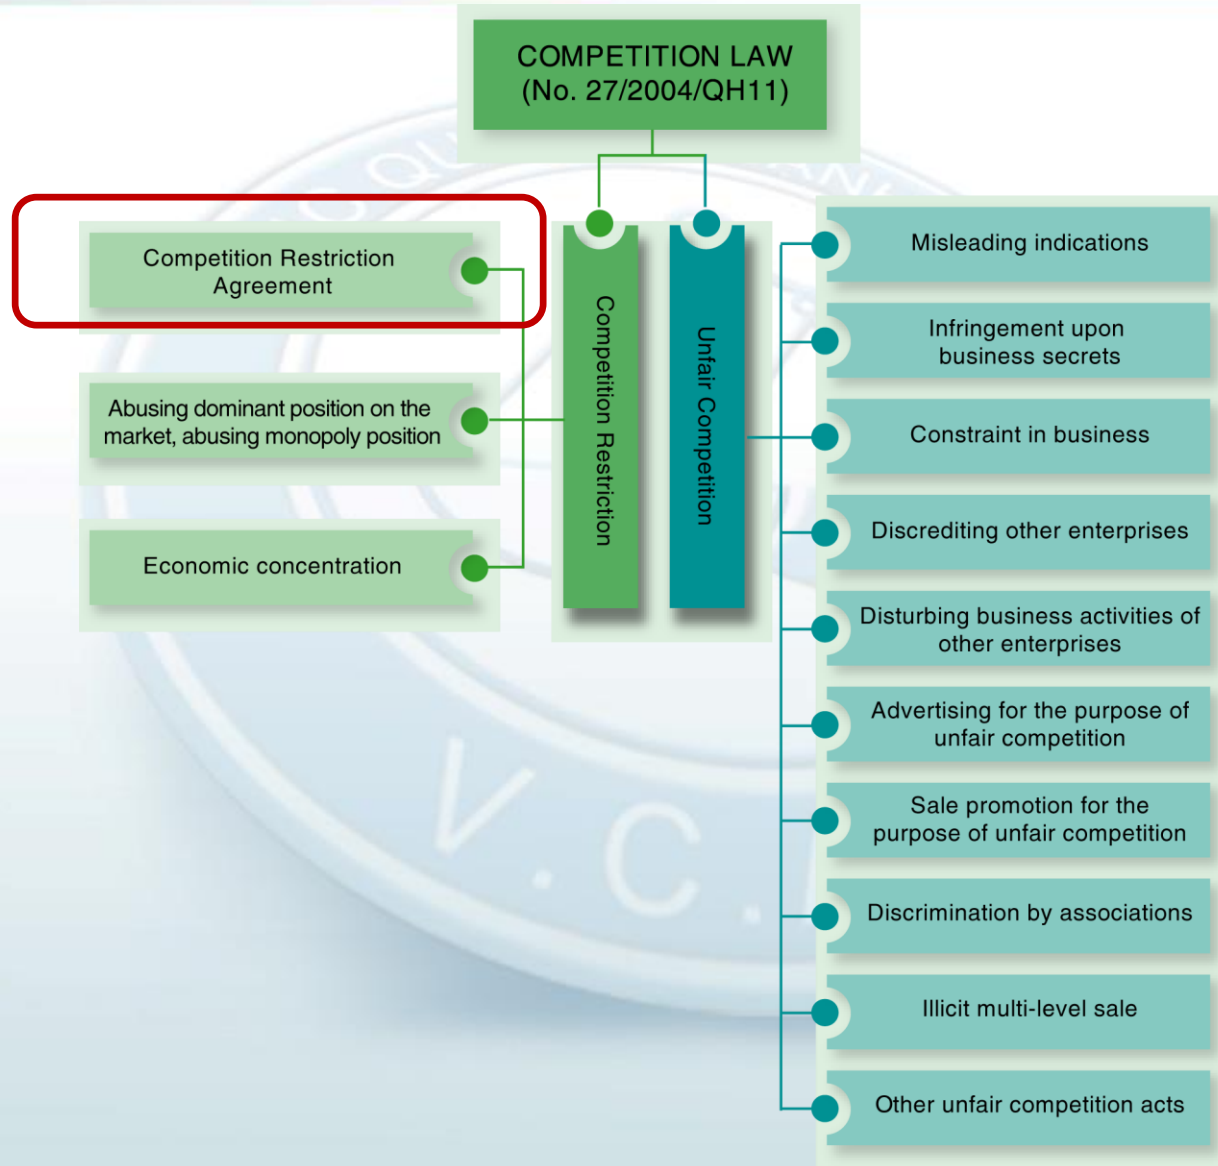 COMPETITION LAW
(No. 27/2004/QH11)
Competition Restriction
Agreement
Abusing dominant position on the
market, abusing monopoly position
Economic concentration
Competition Restriction
Unfair Competition
Misleading indications
Infringement upon
business secrets
Constraint in business
Discrediting other enterprises
Disturbing business activities of
other enterprises
Advertising for the purpose of
unfair competition
Sale promotion for the
purpose of unfair competition
Discrimination by associations
Illicit multi-level sale
Other unfair competition acts
V.C.